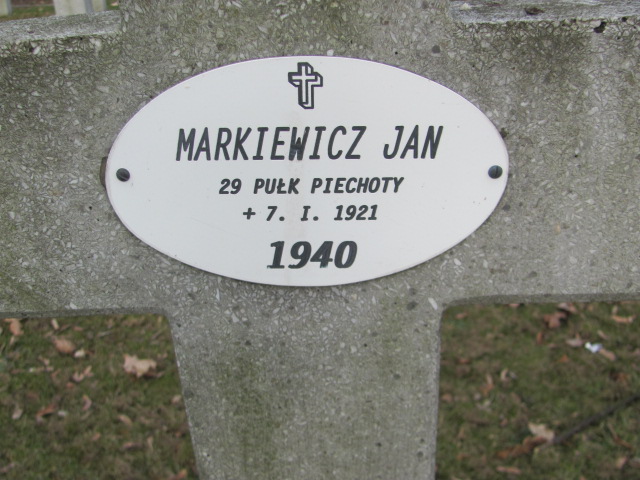 MARKIEWICZ JAN
29 PUŁK PIECHOTY
+ 7. I. 1921
1940